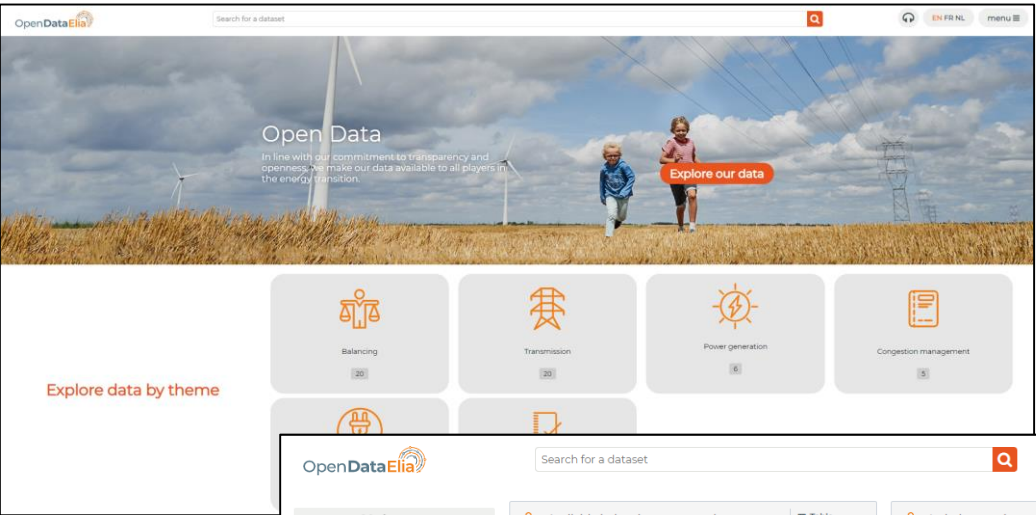 OpenDataElia
Search for a dataset
EN FR NL
menu
Open Data
In line with our commitment to transparency and
openness, we make our data available to all players in
the energy transition.
Explore our data
Explore data by theme
Balancing
20
Transmission
20
Power generation
6
Congestion management
5
OpenDataElia
Search for a dataset